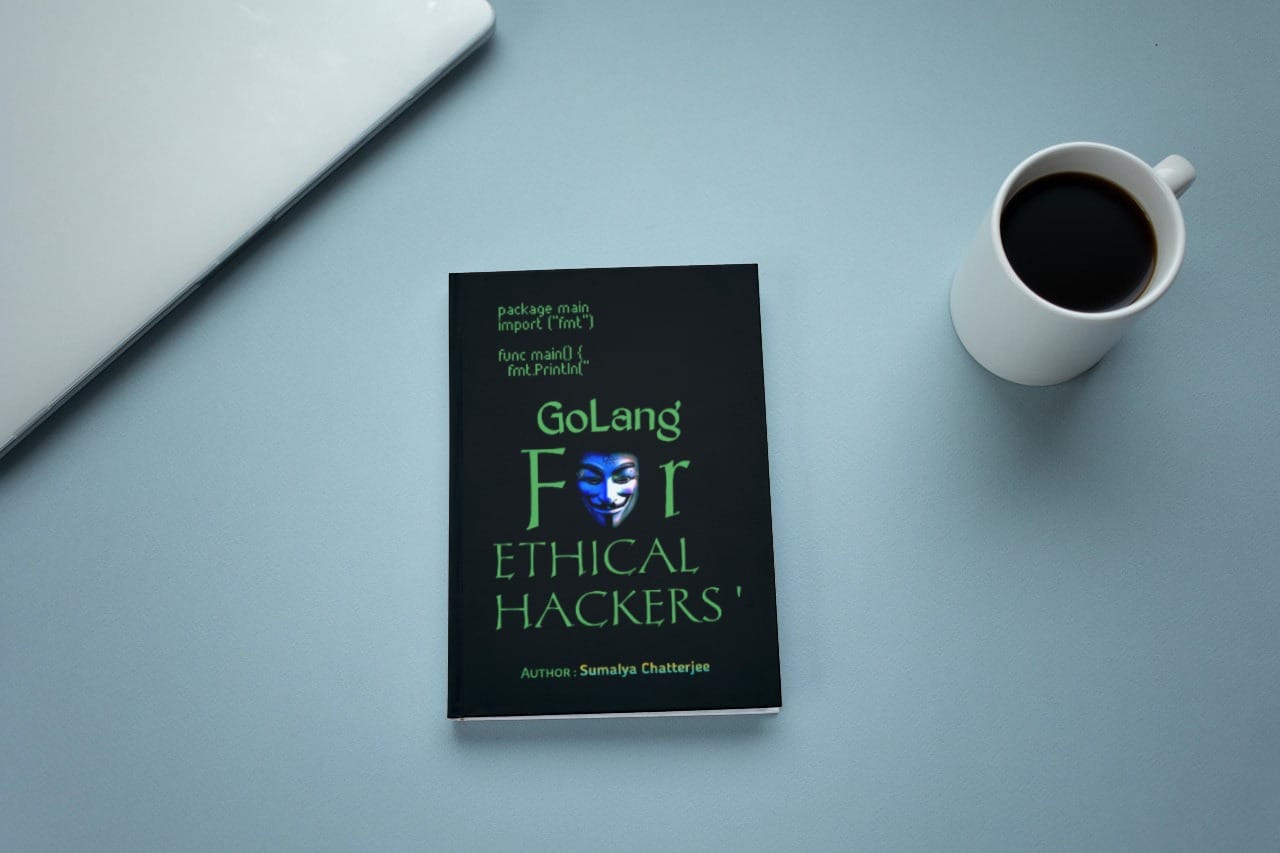 package main
import ("fmt")
func main() {
fmt.Println("
GoLang
F r
ETHICAL
HACKERS '
AUTHOR : Sumalya Chatterjee